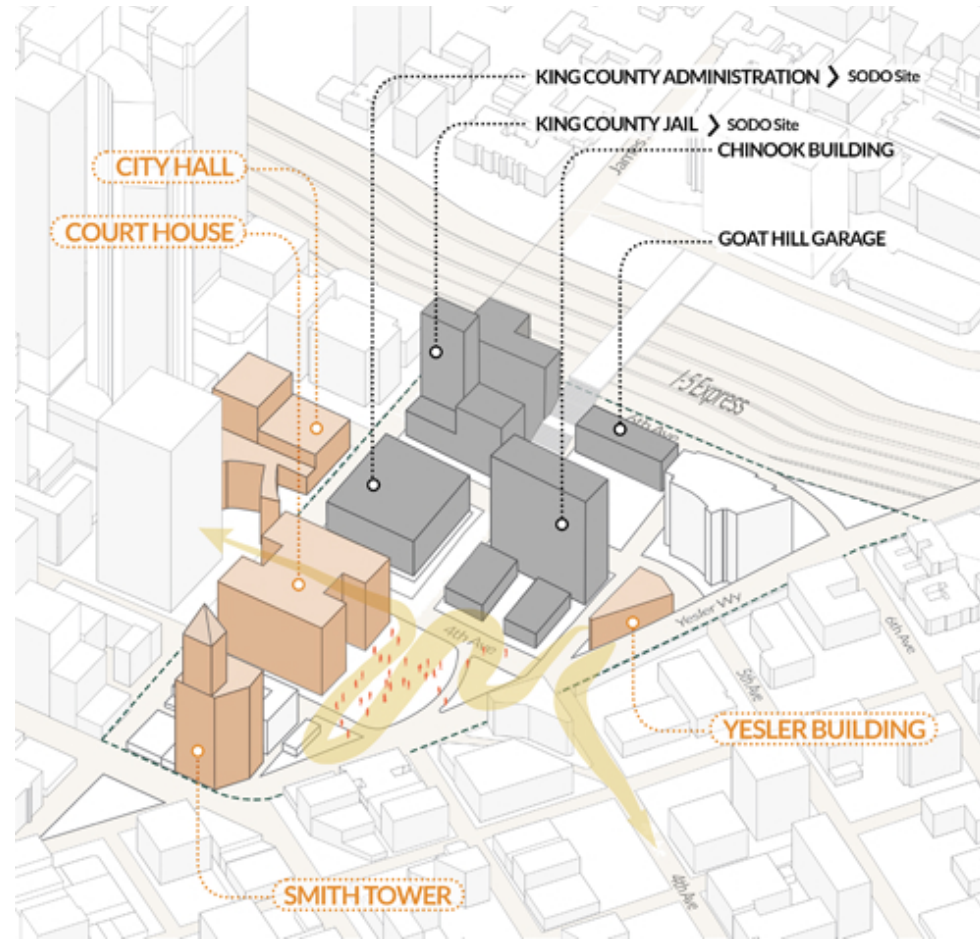 KING COUNTY ADMINISTRATION ❯ SODO Site
KING COUNTY JAIL ❯ SODO Site
CHINOOK BUILDING
James
CITY HALL
COURT HOUSE
GOAT HILL GARAGE
I-5 Express
6th Ave
4th Ave
Yesler Wy
6th Ave
5th Ave
YESLER BUILDING
4th Ave
SMITH TOWER